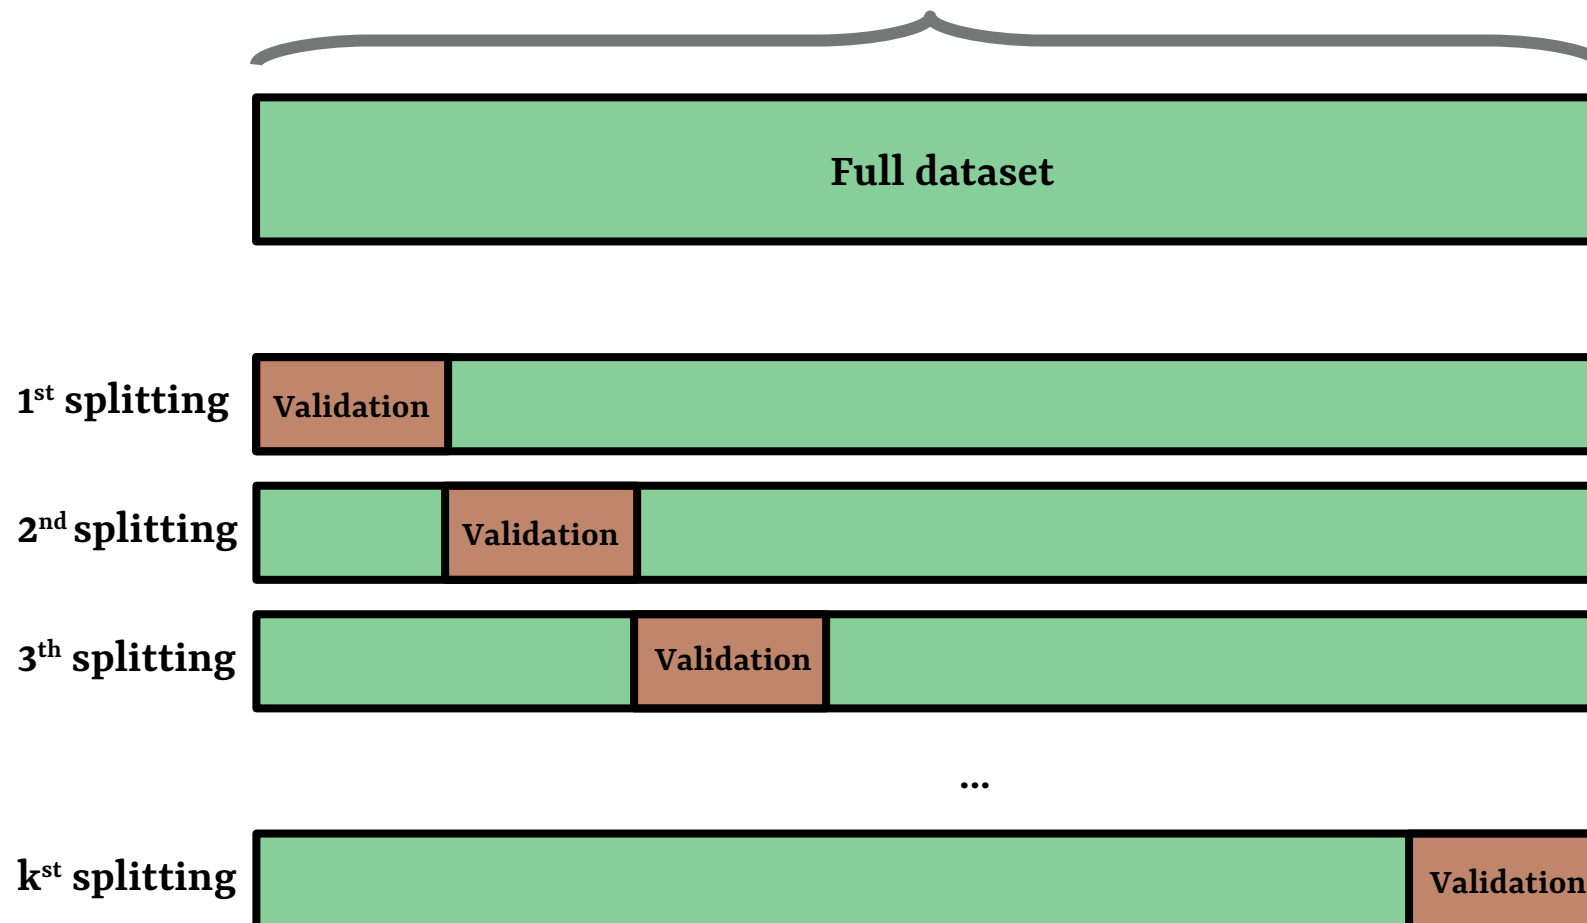 Full dataset
1st splitting
Validation
2nd splitting
Validation
3th splitting
Validation
...
kst splitting
Validation